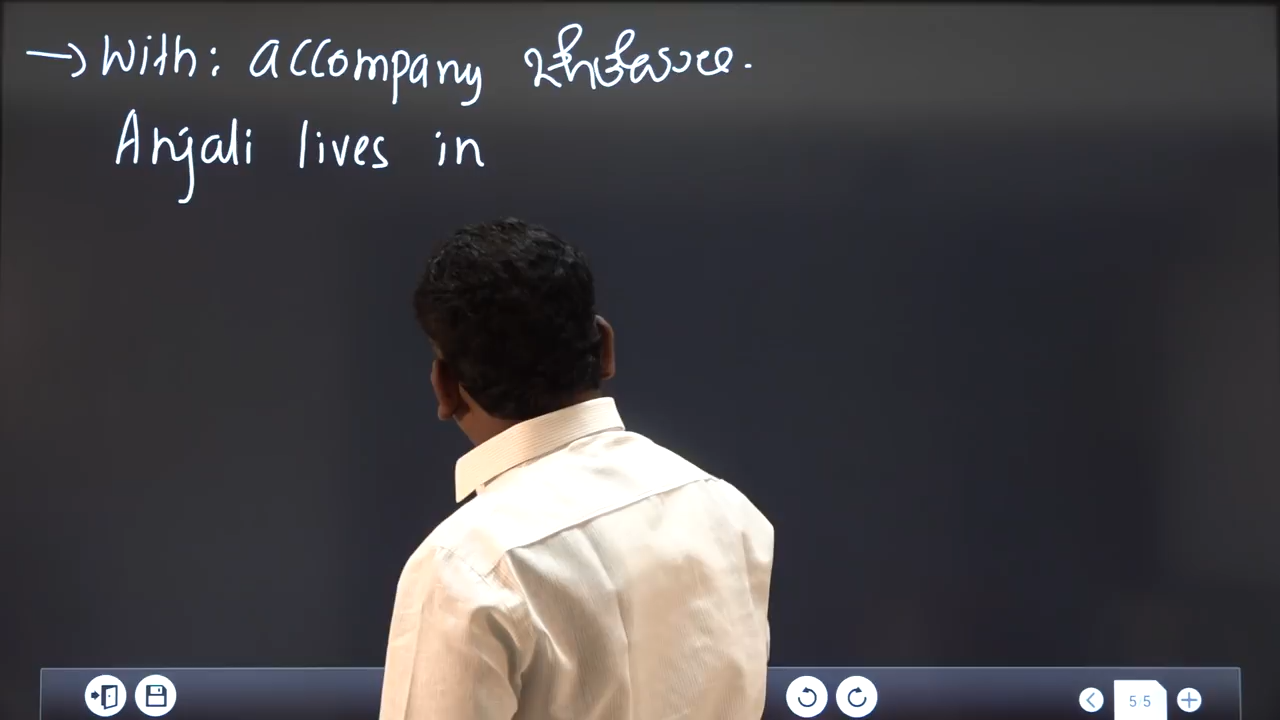 → With: accompany
Anjali lives in
55